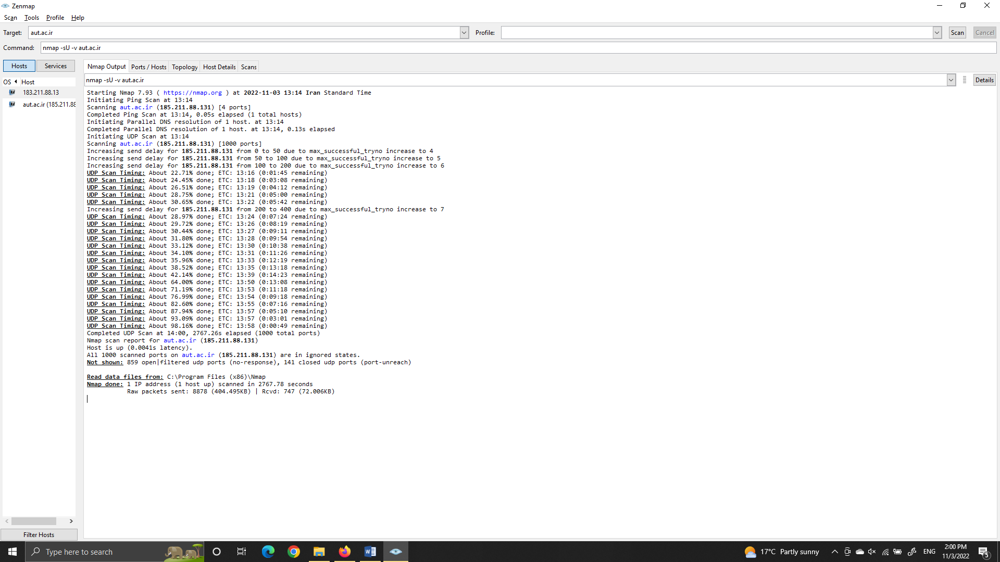 Zenmap
Scan Tools Profile Help
Target: aut.ac.ir Profile: Scan Cancel
Command: nmap -sU -v aut.ac.ir
Hosts Services
Nmap Output Ports / Hosts Topology Host Details Scans
OS Host
nmap -sU -v aut.ac.ir Details
183.211.88.13
aut.ac.ir (185.211.88
Starting Nmap 7.93 ( https://nmap.org ) at 2022-11-03 13:14 Iran Standard Time
Initiating Ping Scan at 13:14
Scanning aut.ac.ir (185.211.88.131) [4 ports]
Completed Ping Scan at 13:14, 0.05s elapsed (1 total hosts)
Initiating Parallel DNS resolution of 1 host. at 13:14
Completed Parallel DNS resolution of 1 host. at 13:14, 0.13s elapsed
Initiating UDP Scan at 13:14
Scanning aut.ac.ir (185.211.88.131) [1000 ports]
Increasing send delay for 185.211.88.131 from 0 to 50 due to max_successful_tryno increase to 4
Increasing send delay for 185.211.88.131 from 50 to 100 due to max_successful_tryno increase to 5
Increasing send delay for 185.211.88.131 from 100 to 200 due to max_successful_tryno increase to 6
UDP Scan Timing: About 22.71% done; ETC: 13:16 (0:01:45 remaining)
UDP Scan Timing: About 24.45% done; ETC: 13:18 (0:03:08 remaining)
UDP Scan Timing: About 26.51% done; ETC: 13:19 (0:04:12 remaining)
UDP Scan Timing: About 28.75% done; ETC: 13:21 (0:05:00 remaining)
UDP Scan Timing: About 30.65% done; ETC: 13:22 (0:05:42 remaining)
Increasing send delay for 185.211.88.131 from 200 to 400 due to max_successful_tryno increase to 7
UDP Scan Timing: About 28.97% done; ETC: 13:24 (0:07:24 remaining)
UDP Scan Timing: About 29.72% done; ETC: 13:26 (0:08:19 remaining)
UDP Scan Timing: About 30.44% done; ETC: 13:27 (0:09:11 remaining)
UDP Scan Timing: About 31.80% done; ETC: 13:28 (0:09:54 remaining)
UDP Scan Timing: About 33.12% done; ETC: 13:30 (0:10:38 remaining)
UDP Scan Timing: About 34.10% done; ETC: 13:31 (0:11:26 remaining)
UDP Scan Timing: About 35.96% done; ETC: 13:33 (0:12:19 remaining)
UDP Scan Timing: About 38.52% done; ETC: 13:35 (0:13:18 remaining)
UDP Scan Timing: About 42.14% done; ETC: 13:39 (0:14:23 remaining)
UDP Scan Timing: About 64.00% done; ETC: 13:50 (0:13:08 remaining)
UDP Scan Timing: About 71.19% done; ETC: 13:53 (0:11:18 remaining)
UDP Scan Timing: About 76.99% done; ETC: 13:54 (0:09:18 remaining)
UDP Scan Timing: About 82.60% done; ETC: 13:55 (0:07:16 remaining)
UDP Scan Timing: About 87.94% done; ETC: 13:57 (0:05:10 remaining)
UDP Scan Timing: About 93.09% done; ETC: 13:57 (0:03:01 remaining)
UDP Scan Timing: About 98.16% done; ETC: 13:58 (0:00:49 remaining)
Completed UDP Scan at 14:00, 2767.26s elapsed (1000 total ports)
Nmap scan report for aut.ac.ir (185.211.88.131)
Host is up (0.0041s latency).
All 1000 scanned ports on aut.ac.ir (185.211.88.131) are in ignored states.
Not shown: 859 open|filtered udp ports (no-response), 141 closed udp ports (port-unreach)
Read data files from: C:\Program Files (x86)\Nmap
Nmap done: 1 IP address (1 host up) scanned in 2767.78 seconds
Raw packets sent: 8878 (404.495KB) | Rcvd: 747 (72.006KB)
Filter Hosts
Type here to search
17°C Partly sunny
ENG
2:00 PM
11/3/2022
5